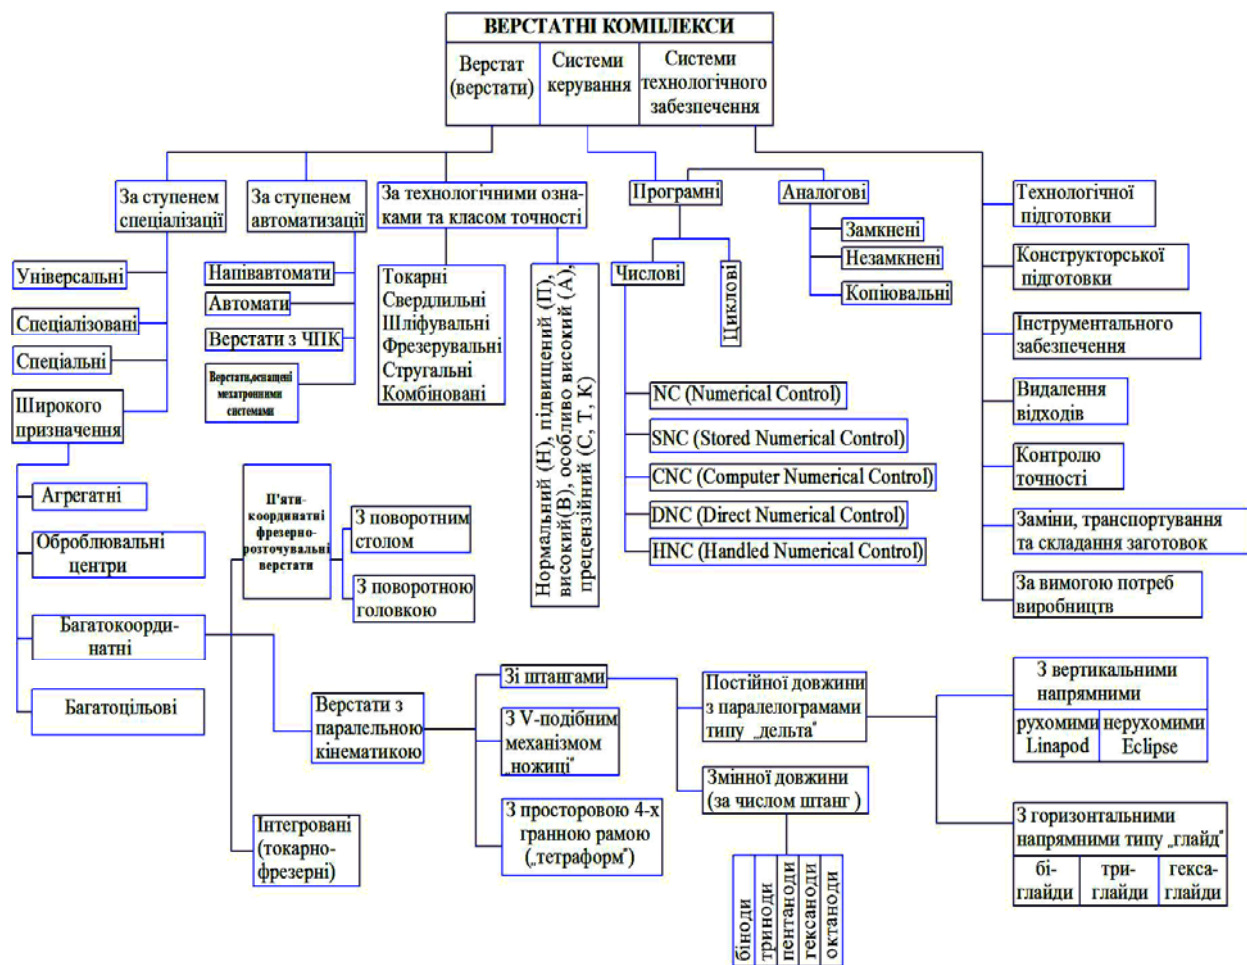 ВЕРСТАТНІ КОМПЛЕКСИ
Верстат
(верстати)
Системи
керування
Системи
технологічного
забезпечення
За ступенем
спеціалізації
За ступенем
автоматизації
За технологічними озна-
ками та класом точності
Програмні
Аналогові
Технологічної
підготовки
Універсальні
Спеціалізовані
Спеціальні
Широкого
призначення
Напівавтомати
Автомати
Верстати з ЧПК
Верстати,оснащені
мехатронними
системами
Токарні
Свердлильні
Шліфувальні
Фрезерувальні
Стругальні
Комбіновані
Нормальний (Н), підвищений (П),
високий(В), особливо високий (А),
прецензійний (С, Т, К)
Числові
Циклові
Замкнені
Незамкнені
Копіювальні
Конструкторської
підготовки
Інструментального
забезпечення
Видалення
відходів
Контролю
точності
Заміни, транспортування
та складання заготовок
За вимогою потреб
виробництв
NC (Numerical Control)
SNC (Stored Numerical Control)
CNC (Computer Numerical Control)
DNC (Direct Numerical Control)
HNC (Handled Numerical Control)
Агрегатні
Оброблювальні
центри
Багатокоорди-
натні
Багатоцільові
П'яти-
координатні
фрезерно-
розточувальні
верстати
З поворотним
столом
З поворотною
головкою
Верстати з
паралельною
кінематикою
Інтегровані
(токарно-
фрезерні)
Зі штангами
З V-подібним
механізмом
„ножиці"
З просторовою 4-х
гранною рамою
(„тетраформ")
Постійної довжини
з паралелограмами
типу „дельта"
Змінної довжини
(за числом штанг )
біноди
триноди
пентаноди
гексаноди
октаноди
З вертикальними
напрямними
рухомими
Linapod
нерухомими
Eclipse
З горизонтальними
напрямними типу „глайд"
бі-
глайди
три-
глайди
гекса-
глайди